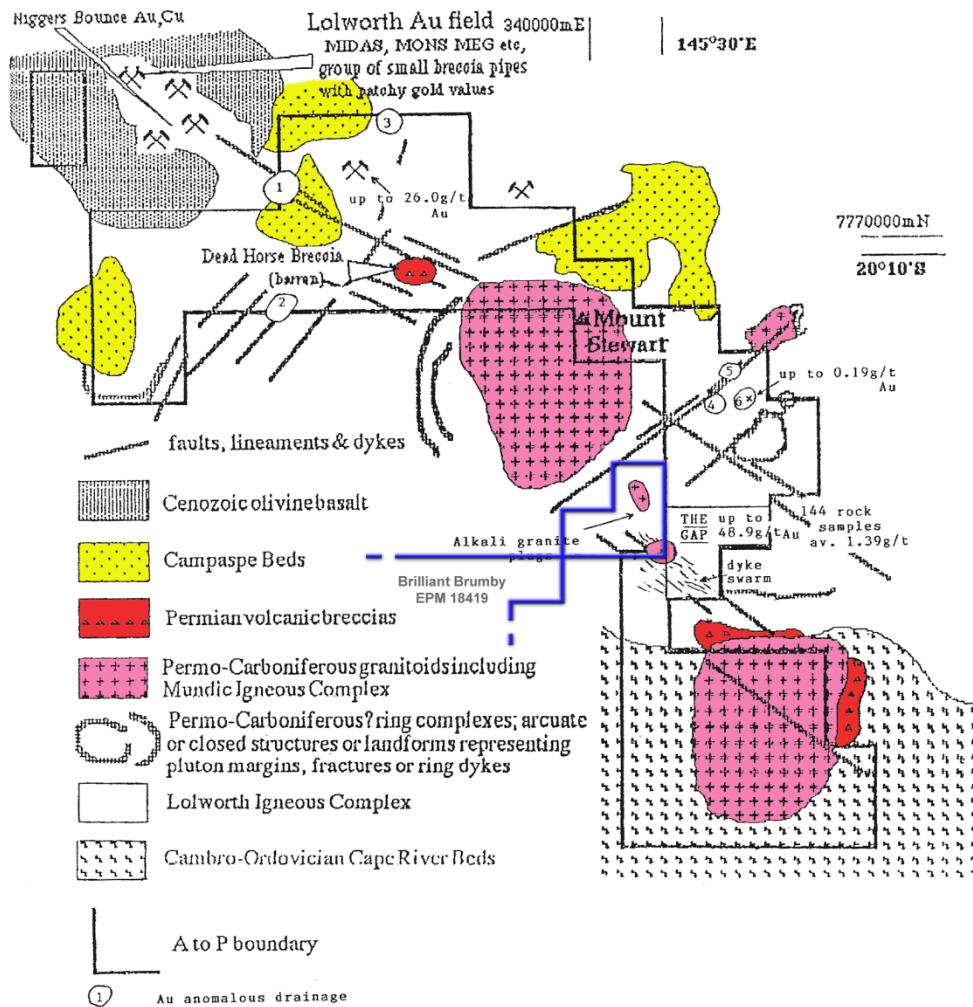 Niggers Bounce Au,Cu
Lolworth Au field
MIDAS, MONS MEG etc,
group of small breccia pipes
with patchy gold values
340000mE
145°30'E
3
1
up to 26.0g/t
Au
7770000mN
20°10'S
Dead Horse Breccia
(barren)
2
Mount
Stewart
5
4
6x
up to 0.19g/t
Au
faults, lineaments & dykes
Cenozoic olivine basalt
Campaspe Beds
Permian volcanic breccias
Permo-Carboniferous granitoids including
Mundic Igneous Complex
Permo-Carboniferous? ring complexes; arcuate
or closed structures or landforms representing
pluton margins, fractures or ring dykes
Lolworth Igneous Complex
Cambro-Ordovician Cape River Beds
A to P boundary
1
Au anomalous drainage
Alkali granite
plugs
THE up to
GAP 48.9g/tAu
144 rock
samples
av. 1.39g/t
dyke
swarm
Brilliant Brumby
EPM 18419